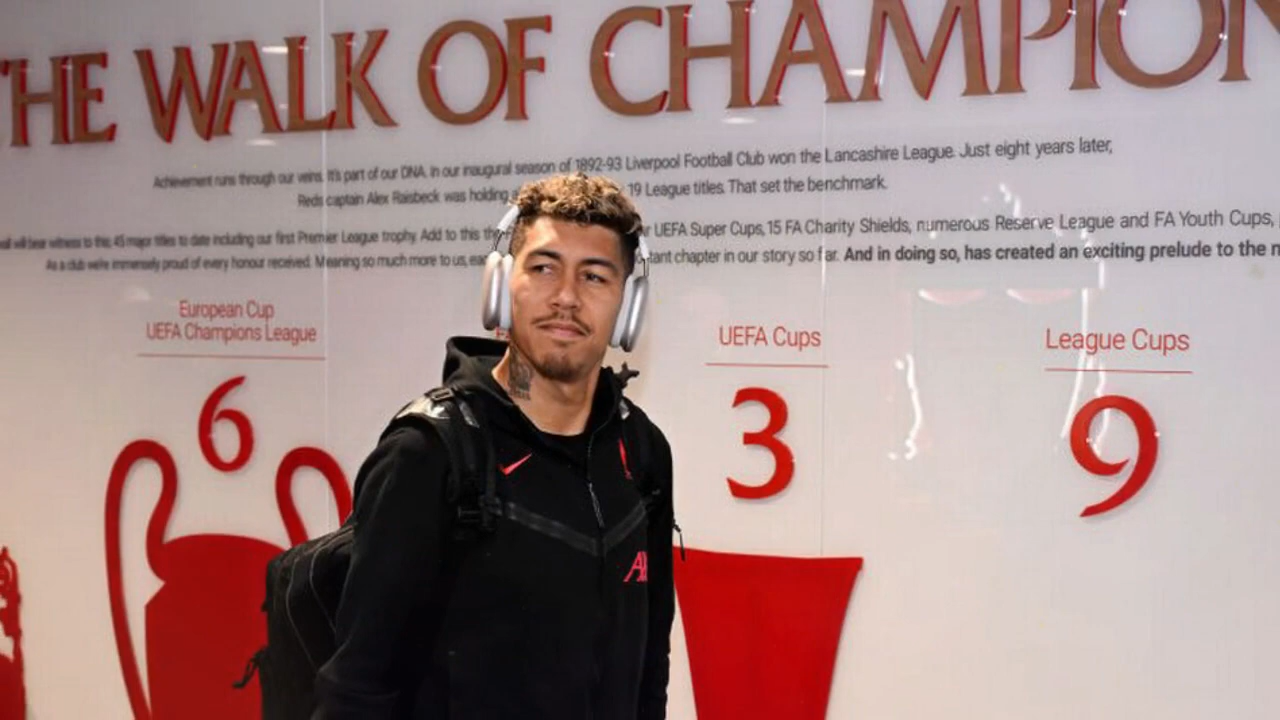 THE WALK OF CHAMPION
Achievement runs through our veins. It's part of our DNA. In our inaugural season of 1892-93 Liverpool Football Club won the Lancashire League. Just eight years later,
Reds captain Alex Raisbeck was holding 19 League titles. That set the benchmark.
wall will bear witness to this; 45 major titles to date including our first Premier League trophy. Add to this UEFA Super Cups, 15 FA Charity Shields, numerous Reserve League and FA Youth Cups,
As a club we're immensely proud of every honour received. Meaning so much more to us, chapter in our story so far. And in doing so, has created an exciting prelude to the
European Cup
UEFA Champions League
UEFA Cups
League Cups
6
3
9